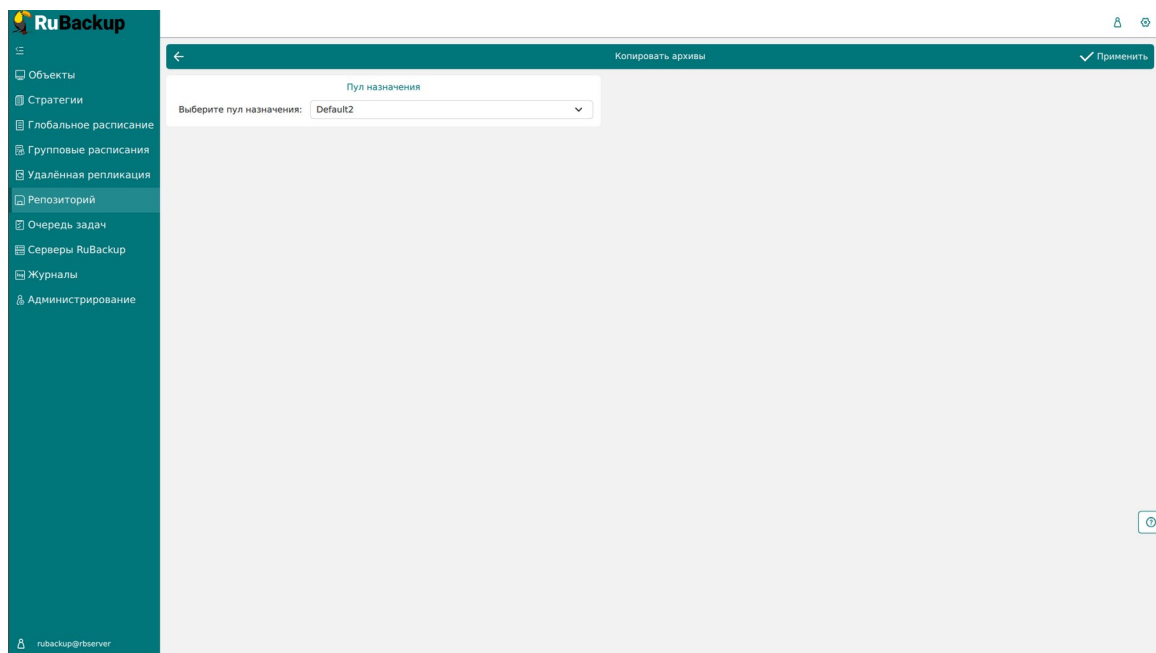 RuBackup
Копировать архивы
Применить
Объекты
Стратегии
Глобальное расписание
Групповые расписания
Удалённая репликация
Репозиторий
Очередь задач
Серверы RuBackup
Журналы
Администрирование
Пул назначения
Выберите пул назначения: Default2
rubackup@rbserver